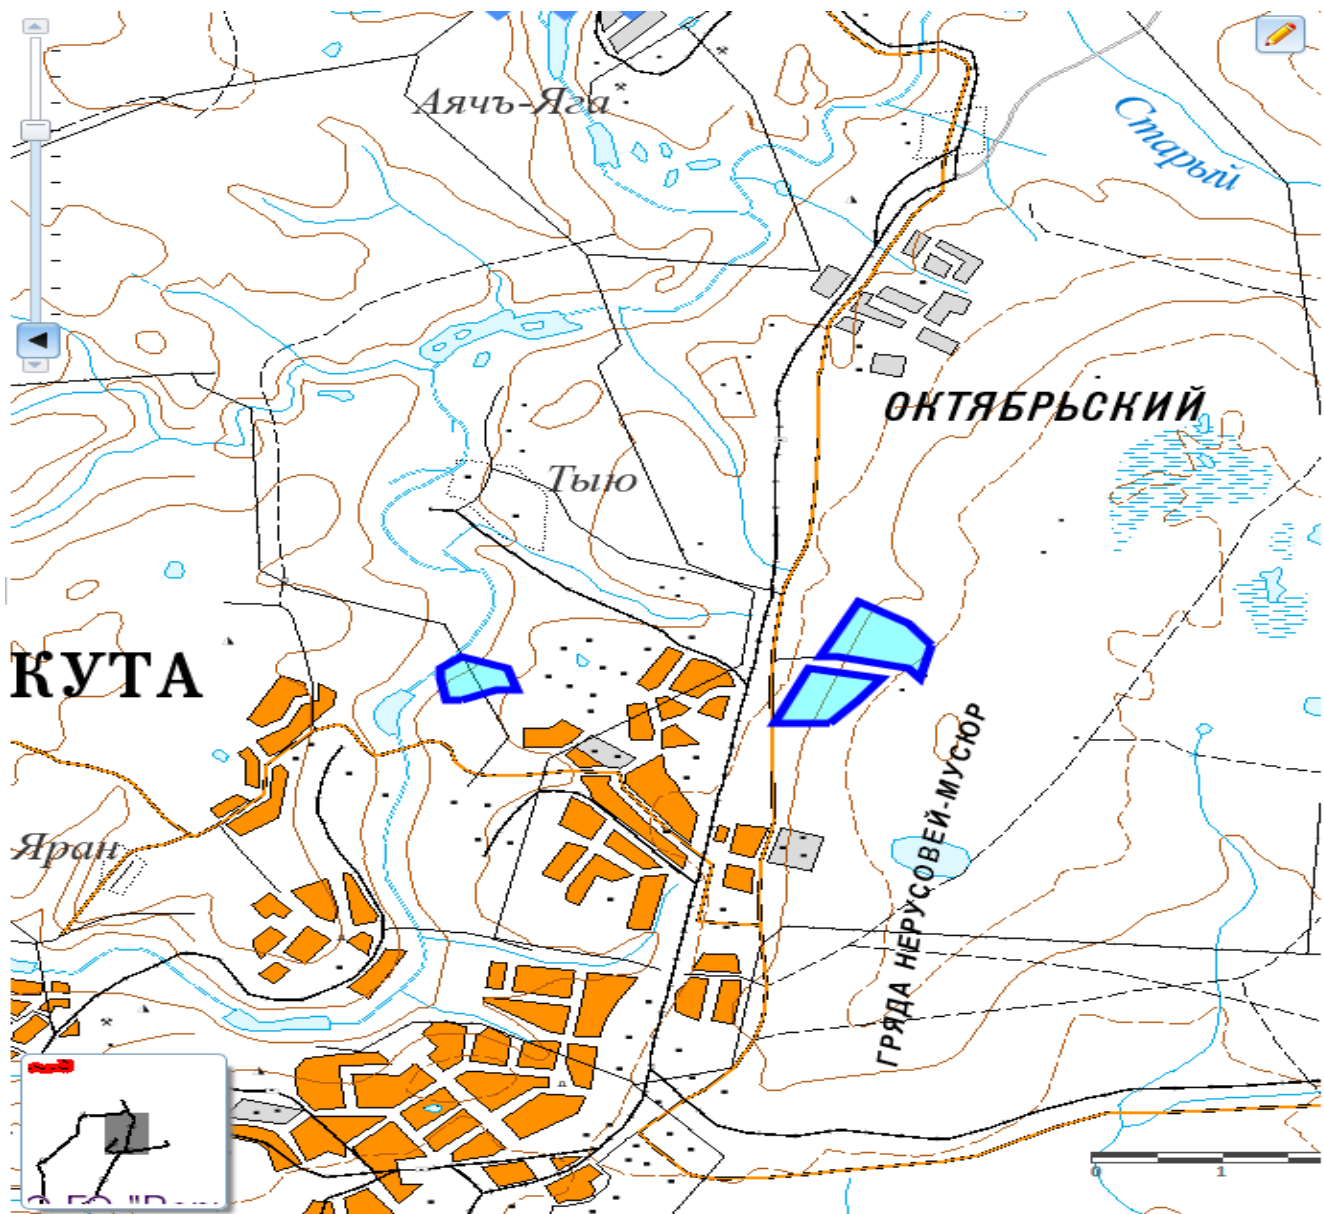 Аячъ-Яга
Старый
ОКТЯБРЬСКИЙ
Тыю
КУТА
ГРЯДА НЕРУСОВЕЙ-МУСЮР
Яран
0 1